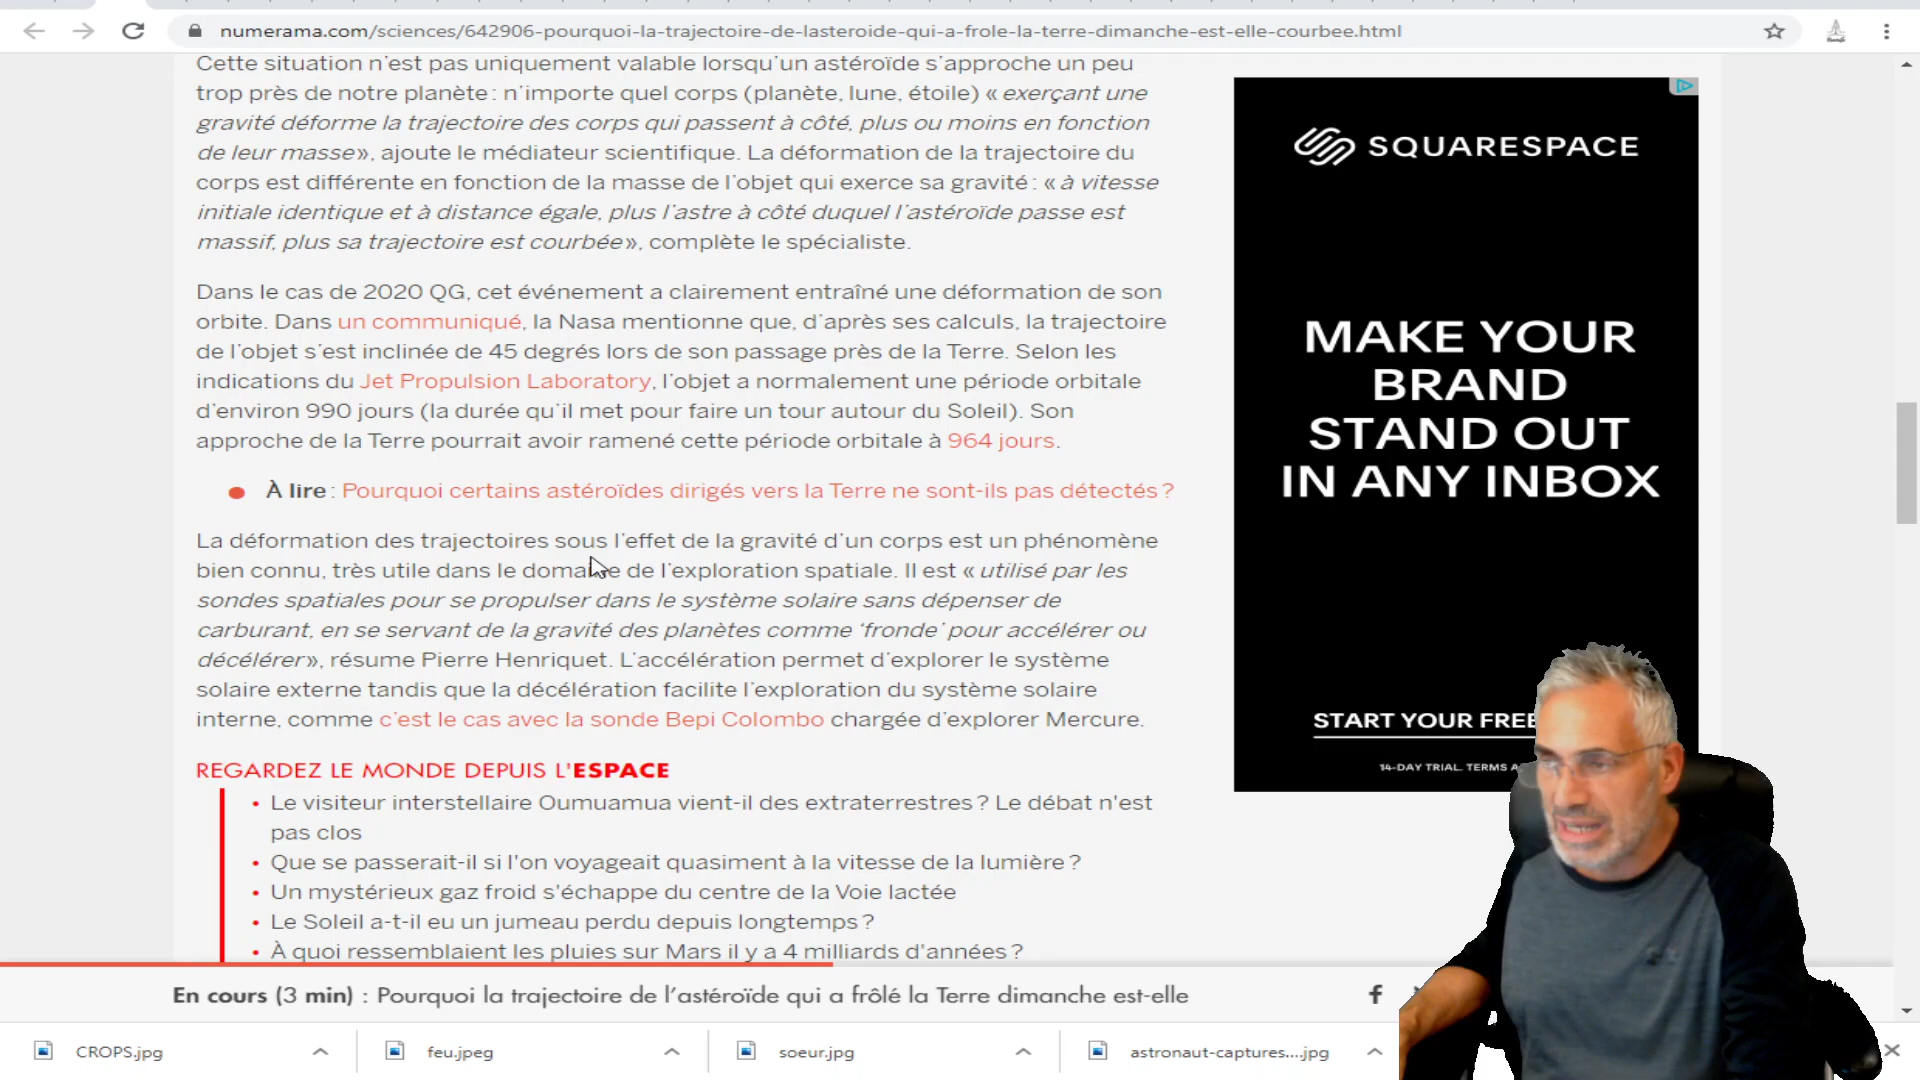 numerama.com/sciences/642906-pourquoi-la-trajectoire-de-lasteroide-qui-a-frole-la-terre-dimanche-est-elle-courbee.html
Cette situation n’est pas uniquement valable lorsqu’un astéroïde s’approche un peu
trop près de notre planète : n’importe quel corps (planète, lune, étoile) « exerçant une
gravité déforme la trajectoire des corps qui passent à côté, plus ou moins en fonction
de leur masse », ajoute le médiateur scientifique. La déformation de la trajectoire du
corps est différente en fonction de la masse de l’objet qui exerce sa gravité : « à vitesse
initiale identique et à distance égale, plus l’astre à côté duquel l’astéroïde passe est
massif, plus sa trajectoire est courbée », complète le spécialiste.
Dans le cas de 2020 QG, cet événement a clairement entraîné une déformation de son
orbite. Dans un communiqué, la Nasa mentionne que, d’après ses calculs, la trajectoire
de l’objet s’est inclinée de 45 degrés lors de son passage près de la Terre. Selon les
indications du Jet Propulsion Laboratory, l’objet a normalement une période orbitale
d’environ 990 jours (la durée qu’il met pour faire un tour autour du Soleil). Son
approche de la Terre pourrait avoir ramené cette période orbitale à 964 jours.
À lire : Pourquoi certains astéroïdes dirigés vers la Terre ne sont-ils pas détectés ?
La déformation des trajectoires sous l’effet de la gravité d’un corps est un phénomène
bien connu, très utile dans le domaine de l’exploration spatiale. Il est « utilisé par les
sondes spatiales pour se propulser dans le système solaire sans dépenser de
carburant, en se servant de la gravité des planètes comme ‘fronde’ pour accélérer ou
décélérer », résume Pierre Henriquet. L’accélération permet d’explorer le système
solaire externe tandis que la décélération facilite l’exploration du système solaire
interne, comme c’est le cas avec la sonde Bepi Colombo chargée d’explorer Mercure.
REGARDEZ LE MONDE DEPUIS L'ESPACE
Le visiteur interstellaire Oumuamua vient-il des extraterrestres ? Le débat n'est
pas clos
Que se passerait-il si l'on voyageait quasiment à la vitesse de la lumière ?
Un mystérieux gaz froid s'échappe du centre de la Voie lactée
Le Soleil a-t-il eu un jumeau perdu depuis longtemps ?
À quoi ressemblaient les pluies sur Mars il y a 4 milliards d'années ?
SQUARESPACE
MAKE YOUR
BRAND
STAND OUT
IN ANY INBOX
START YOUR FREE
14-DAY TRIAL. TERMS
En cours (3 min) : Pourquoi la trajectoire de l’astéroïde qui a frôlé la Terre dimanche est-elle
CROPS.jpg
feu.jpeg
soeur.jpg
astronaut-captures....jpg